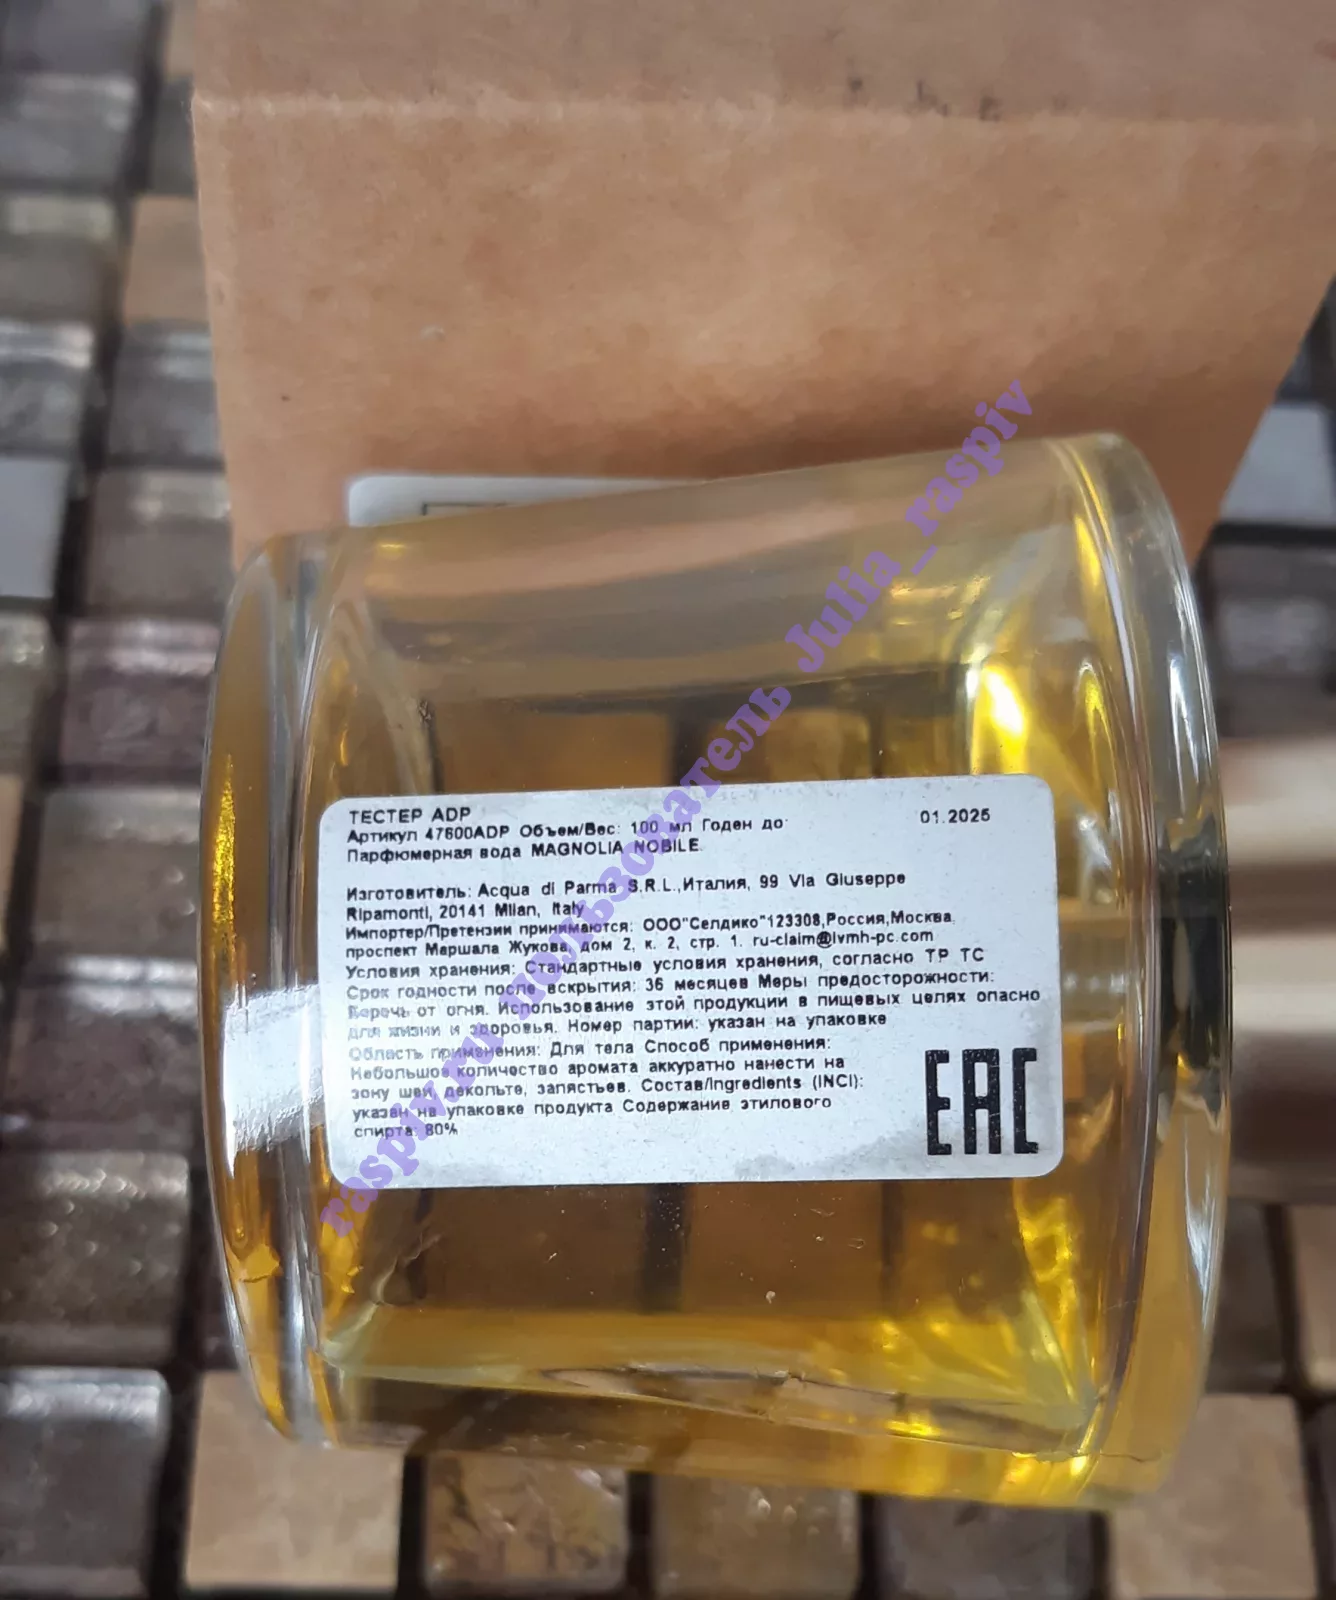 ТЕСТЕР ADP
Артикул 47600ADP Объем/Вес: 100 мл Годен до: 01.2025
Парфюмерная вода MAGNOLIA NOBILE.
Изготовитель: Acqua di Parma S.R.L.,Италия, 99 Via Giuseppe
Ripamonti, 20141 Milan, Italy
Импортер/Претензии принимаются: ООО"Селдико"123308,Россия,Москва,
проспект Маршала Жукова, дом 2, к. 2, стр. 1. ru-claim@lvmh-pc.com
Условия хранения: Стандартные условия хранения, согласно ТР ТС
Срок годности после вскрытия: 36 месяцев Меры предосторожности:
Беречь от огня. Использование этой продукции в пищевых целях опасно
для жизни и здоровья. Номер партии: указан на упаковке
Область применения: Для тела Способ применения:
Небольшое количество аромата аккуратно нанести на
зону шеи, декольте, запястьев. Состав/Ingredients (INCI):
указан на упаковке продукта Содержание этилового
спирта: 80%
EAC
raspiv.ru пользователь Julia_raspiv